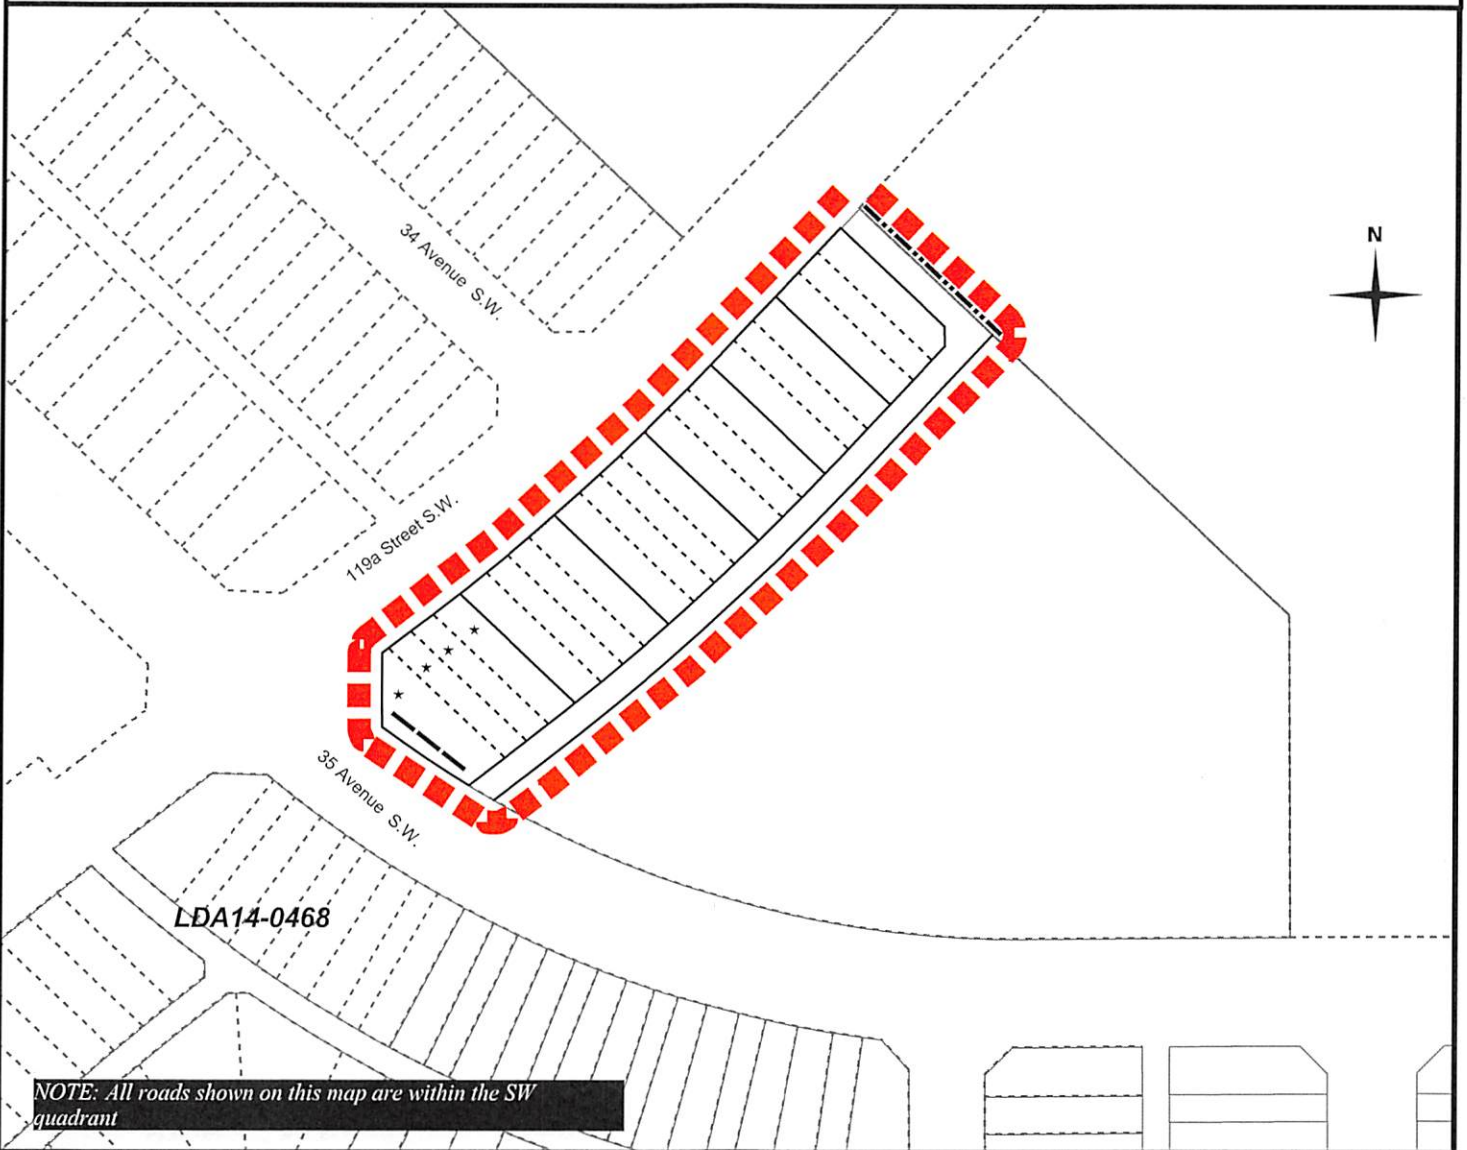 N
34 Avenue S.W.
119a Street S.W.
35 Avenue S.W.
LDA14-0468
NOTE: All roads shown on this map are within the SW
quadrant